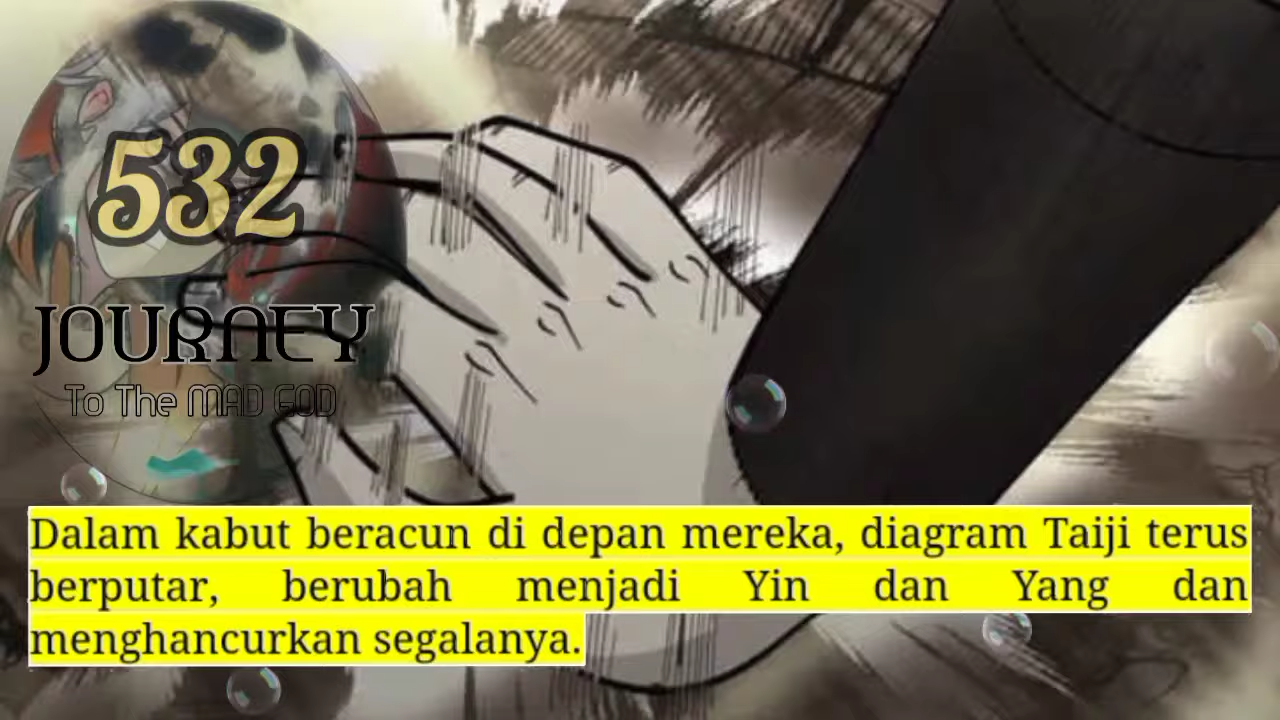 532
JOURNEY
To The MAD GOD
Dalam kabut beracun di depan mereka, diagram Taiji terus
berputar, berubah menjadi Yin dan Yang dan
menghancurkan segalanya.